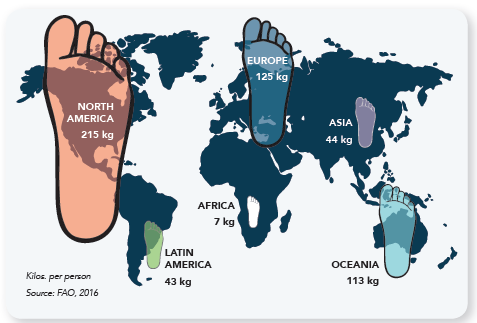 NORTH
AMERICA
215 kg
EUROPE
125 kg
ASIA
44 kg
AFRICA
7 kg
LATIN
AMERICA
43 kg
OCEANIA
113 kg
Kilos. per person
Source: FAO, 2016